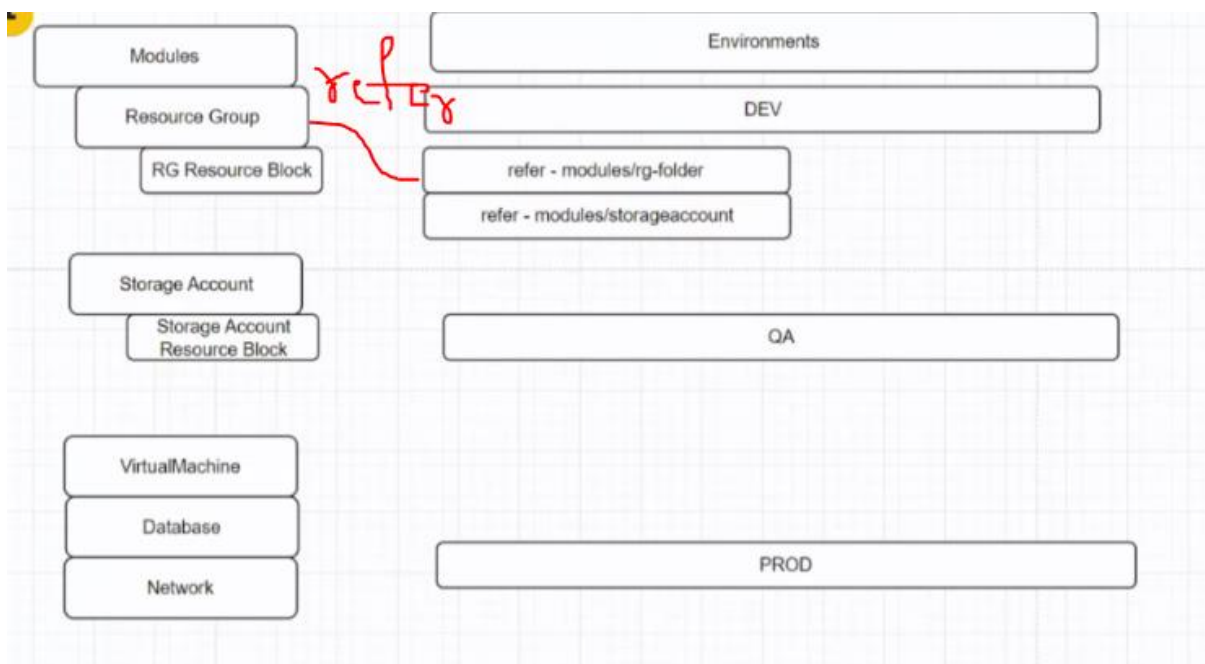 Modules
Environments
refer
Resource Group
DEV
RG Resource Block
refer - modules/rg-folder
refer - modules/storageaccount
Storage Account
Storage Account
Resource Block
QA
VirtualMachine
Database
PROD
Network